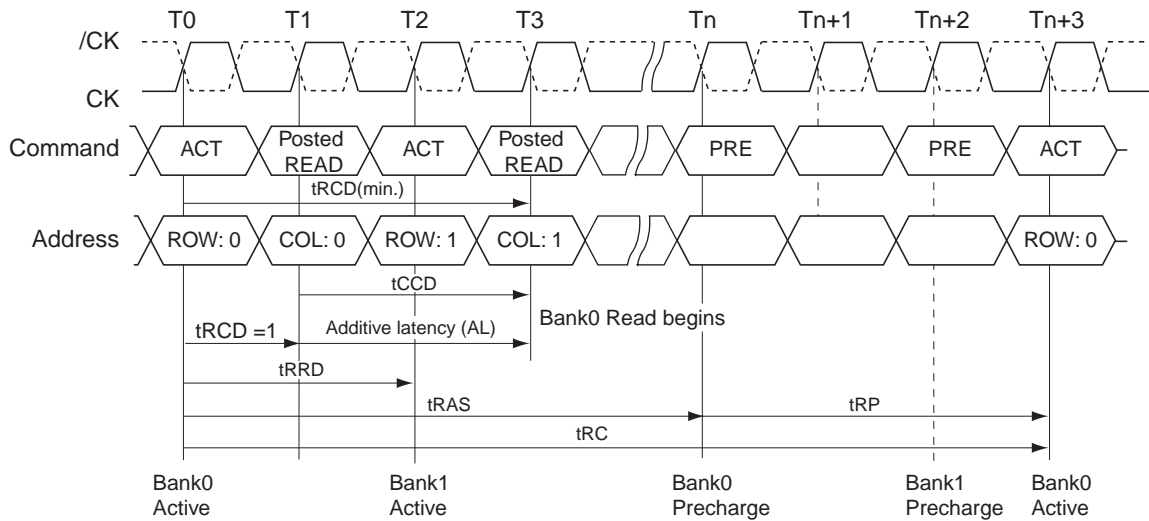 T0 T1 T2 T3 Tn Tn+1 Tn+2 Tn+3
/CK
CK
Command ACT Posted READ ACT Posted READ PRE PRE ACT
tRCD(min.)
Address ROW: 0 COL: 0 ROW: 1 COL: 1 ROW: 0
tCCD
Bank0 Read begins
tRCD =1 Additive latency (AL)
tRRD
tRAS tRP
tRC
Bank0 Active
Bank1 Active
Bank0 Precharge
Bank1 Precharge
Bank0 Active